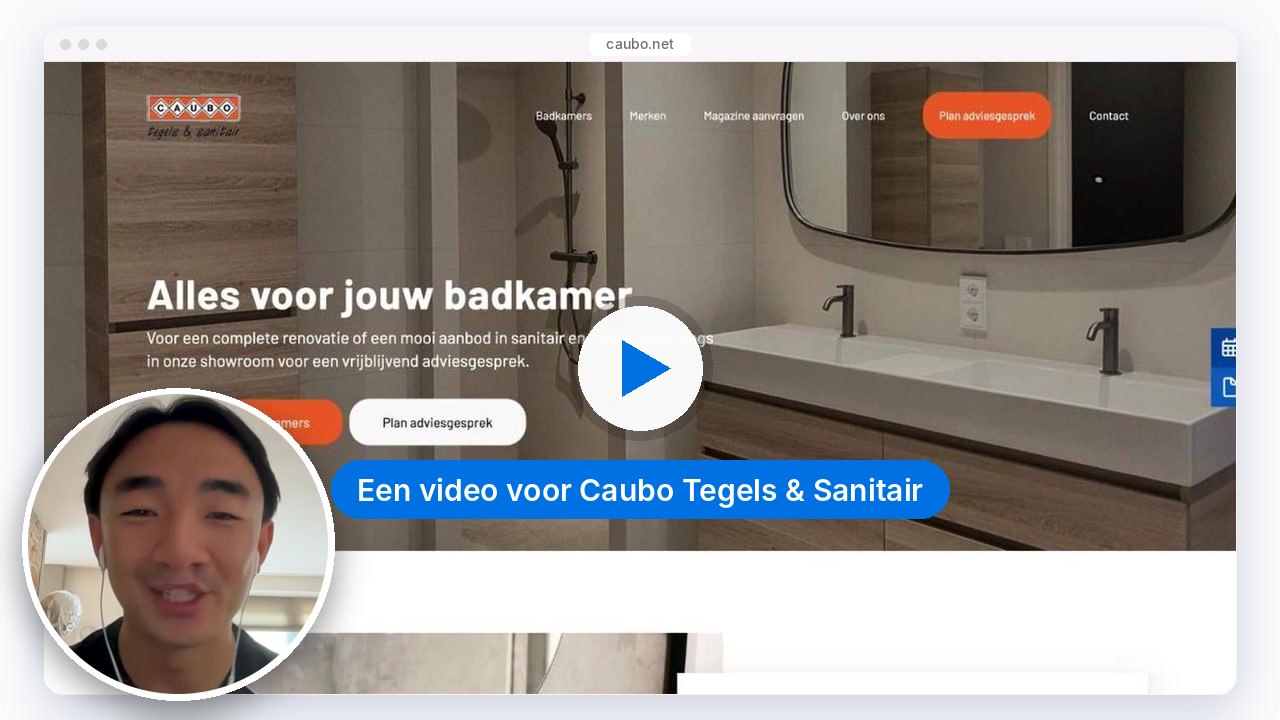 caubo.net
CAUBO
tegels & sanitair
Badkamers
Merken
Magazine aanvragen
Over ons
Plan adviesgesprek
Contact
Alles voor jouw badkamer
Voor een complete renovatie of een mooi aanbod in sanitair en
in onze showroom voor een vrijblijvend adviesgesprek.
Plan adviesgesprek
Een video voor Caubo Tegels & Sanitair